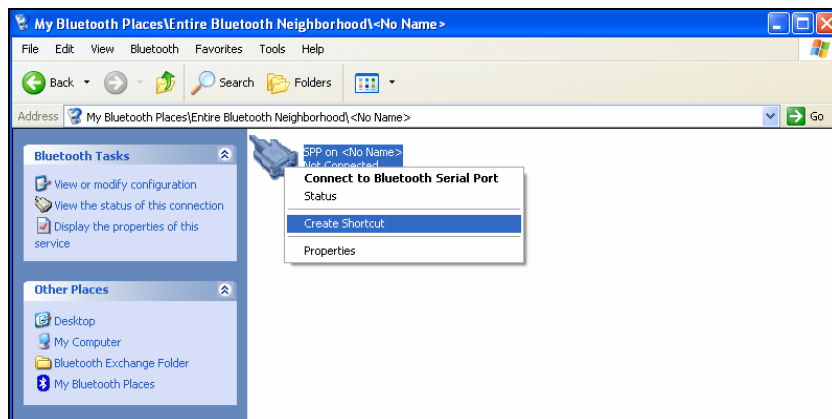 My Bluetooth Places\Entire Bluetooth Neighborhood\<No Name>
File Edit View Bluetooth Favorites Tools Help
Back Search Folders
Address My Bluetooth Places\Entire Bluetooth Neighborhood\<No Name> Go
Bluetooth Tasks
View or modify configuration
View the status of this connection
Display the properties of this
service
Other Places
Desktop
My Computer
Bluetooth Exchange Folder
My Bluetooth Places
SPP on <No Name>
Not Connected
Connect to Bluetooth Serial Port
Status
Create Shortcut
Properties